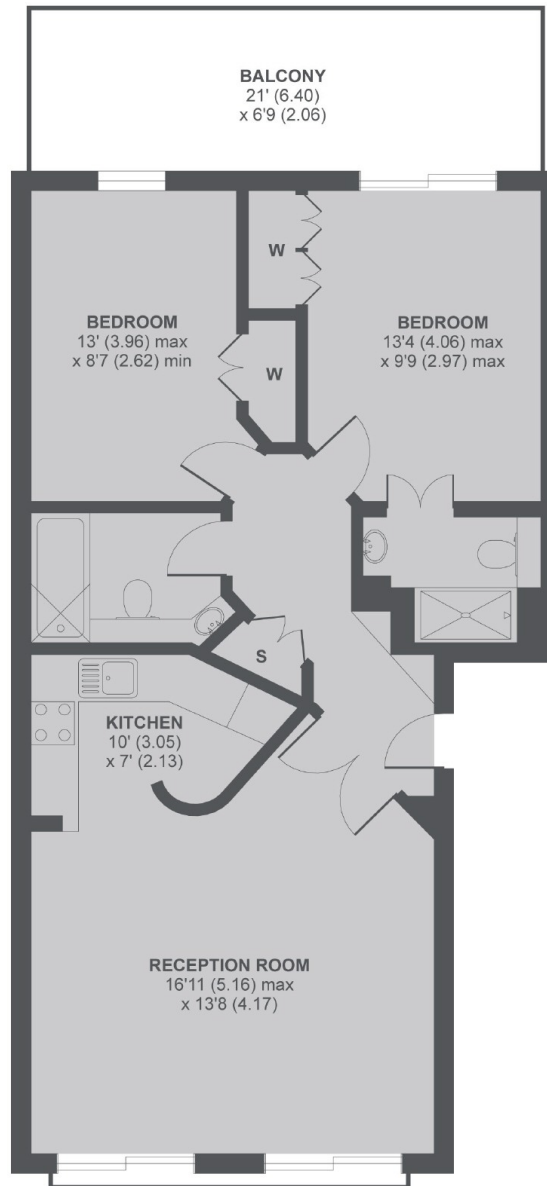 BALCONY
21' (6.40)
x 6'9 (2.06)
BEDROOM
13' (3.96) max
x 8'7 (2.62) min
W
W
BEDROOM
13'4 (4.06) max
x 9'9 (2.97) max
S
KITCHEN
10' (3.05)
x 7' (2.13)
RECEPTION ROOM
16'11 (5.16) max
x 13'8 (4.17)